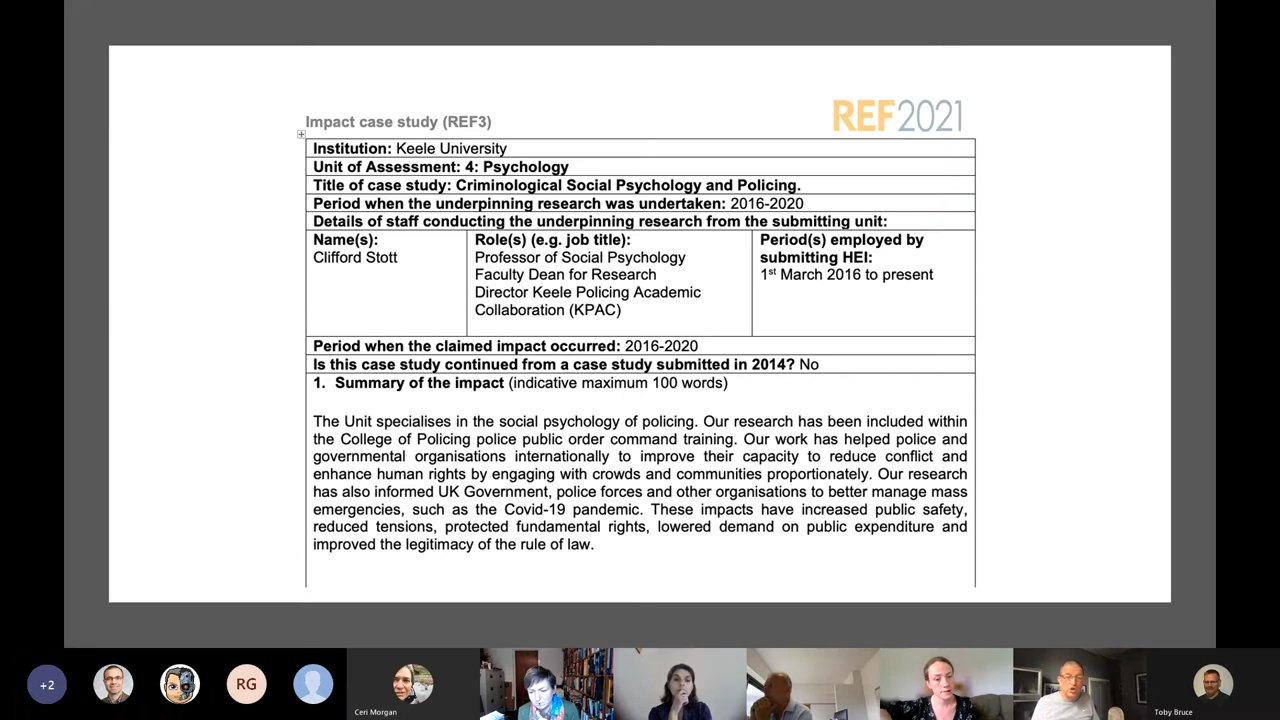 Impact case study (REF3)
REF2021
Institution: Keele University
Unit of Assessment: 4: Psychology
Title of case study: Criminological Social Psychology and Policing.
Period when the underpinning research was undertaken: 2016-2020
Details of staff conducting the underpinning research from the submitting unit:
Name(s):
Clifford Stott
Role(s) (e.g. job title):
Professor of Social Psychology
Faculty Dean for Research
Director Keele Policing Academic
Collaboration (KPAC)
Period(s) employed by
submitting HEI:
1st March 2016 to present
Period when the claimed impact occurred: 2016-2020
Is this case study continued from a case study submitted in 2014? No
1. Summary of the impact (indicative maximum 100 words)
The Unit specialises in the social psychology of policing. Our research has been included within
the College of Policing police public order command training. Our work has helped police and
governmental organisations internationally to improve their capacity to reduce conflict and
enhance human rights by engaging with crowds and communities proportionately. Our research
has also informed UK Government, police forces and other organisations to better manage mass
emergencies, such as the Covid-19 pandemic. These impacts have increased public safety,
reduced tensions, protected fundamental rights, lowered demand on public expenditure and
improved the legitimacy of the rule of law.
+2
RG
Ceri Morgan
Toby Bruce